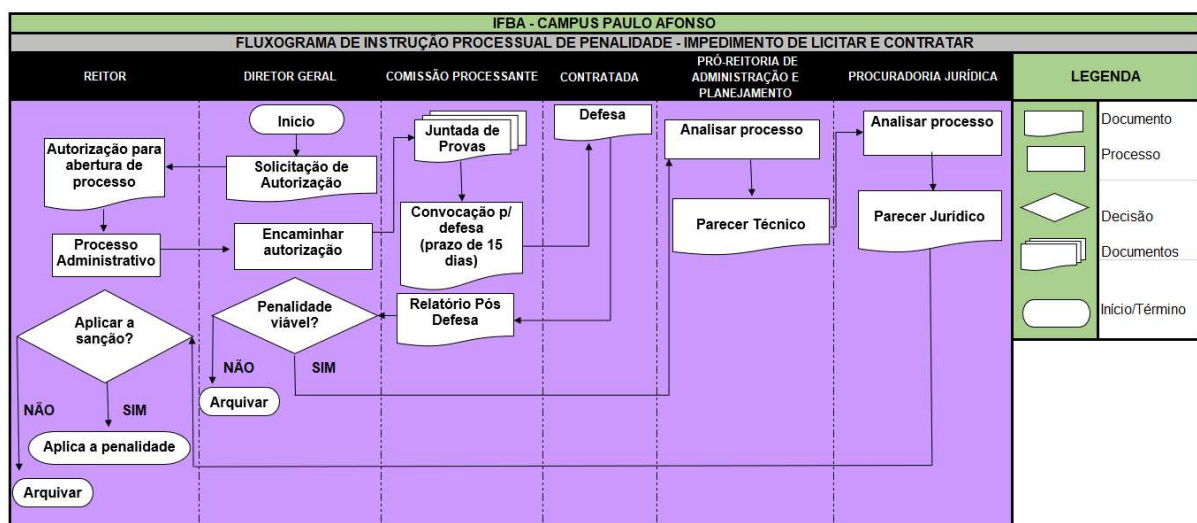 IFBA - CAMPUS PAULO AFONSO
FLUXOGRAMA DE INSTRUÇÃO PROCESSUAL DE PENALIDADE - IMPEDIMENTO DE LICITAR E CONTRATAR
REITOR
DIRETOR GERAL
COMISSÃO PROCESSANTE
CONTRATADA
PRÓ-REITORIA DE
ADMINISTRAÇÃO E
PLANEJAMENTO
PROCURADORIA JURÍDICA
LEGENDA
Início
Solicitação de
Autorização
Autorização para
abertura de
processo
Processo
Administrativo
Encaminhar
autorização
Juntada de
Provas
Convocação p/
defesa
(prazo de 15
dias)
Defesa
Relatório Pós
Defesa
Penalidade
viável?
NÃO
SIM
Arquivar
Analisar processo
Parecer Técnico
Analisar processo
Parecer Jurídico
Aplicar a
sanção?
NÃO
SIM
Aplica a penalidade
Arquivar
Documento
Processo
Decisão
Documentos
Início/Término